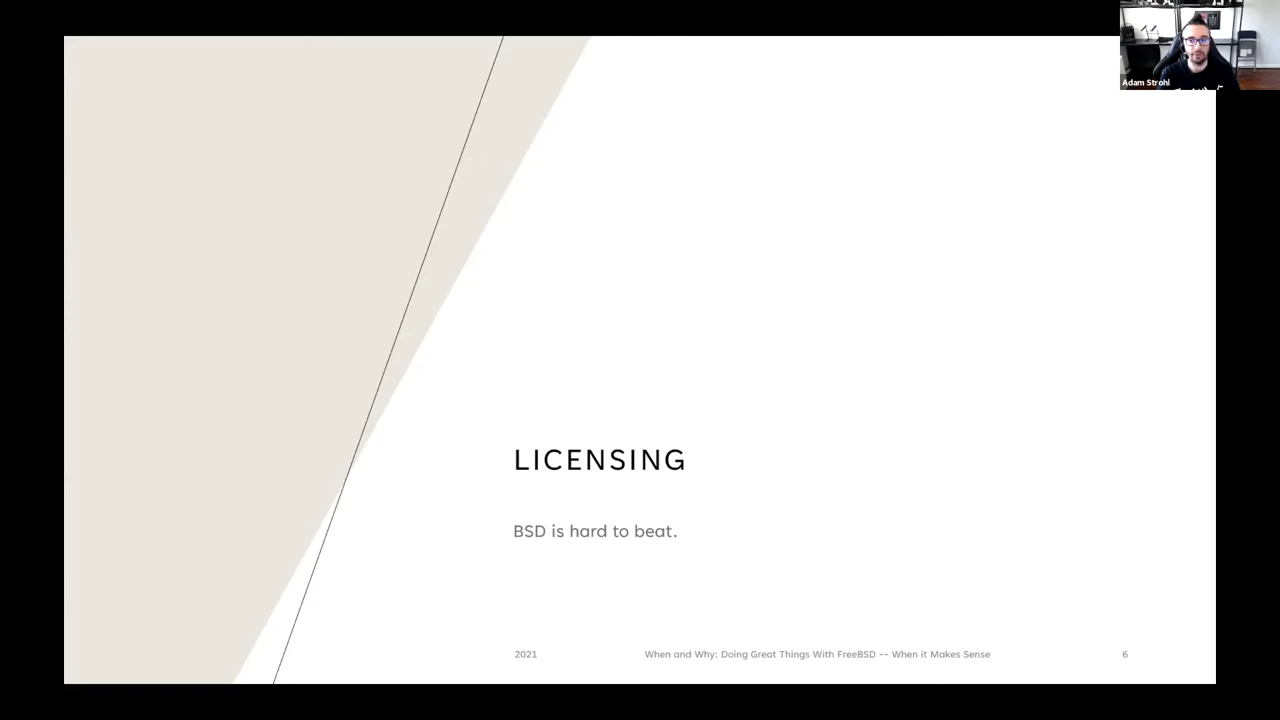 Adam Strohl
LICENSING
BSD is hard to beat.
2021
When and Why: Doing Great Things With FreeBSD -- When it Makes Sense
6